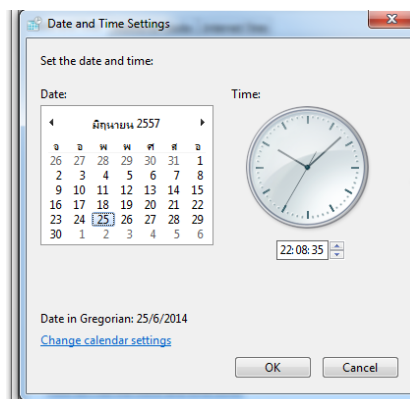 Date and Time Settings
Set the date and time:
Date:
Time:
มิถุนายน 2557
จ อ พ พ ศ ส อ
26 27 28 29 30 31 1
2 3 4 5 6 7 8
9 10 11 12 13 14 15
16 17 18 19 20 21 22
23 24 25 26 27 28 29
30 1 2 3 4 5 6
22:08:35
Date in Gregorian: 25/6/2014
Change calendar settings
OK
Cancel